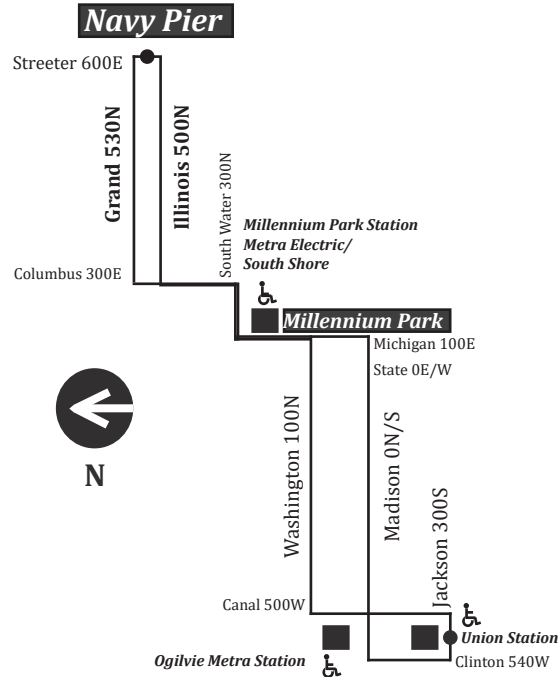 Navy Pier
Streeter 600E
Grand 530N
Illinois 500N
South Water 300N
Millennium Park Station
Metra Electric/
South Shore
Columbus 300E
Millennium Park
Michigan 100E
State 0E/W
N
Washington 100N
Madison 0N/S
Jackson 300S
Canal 500W
Union Station
Ogilvie Metra Station
Clinton 540W